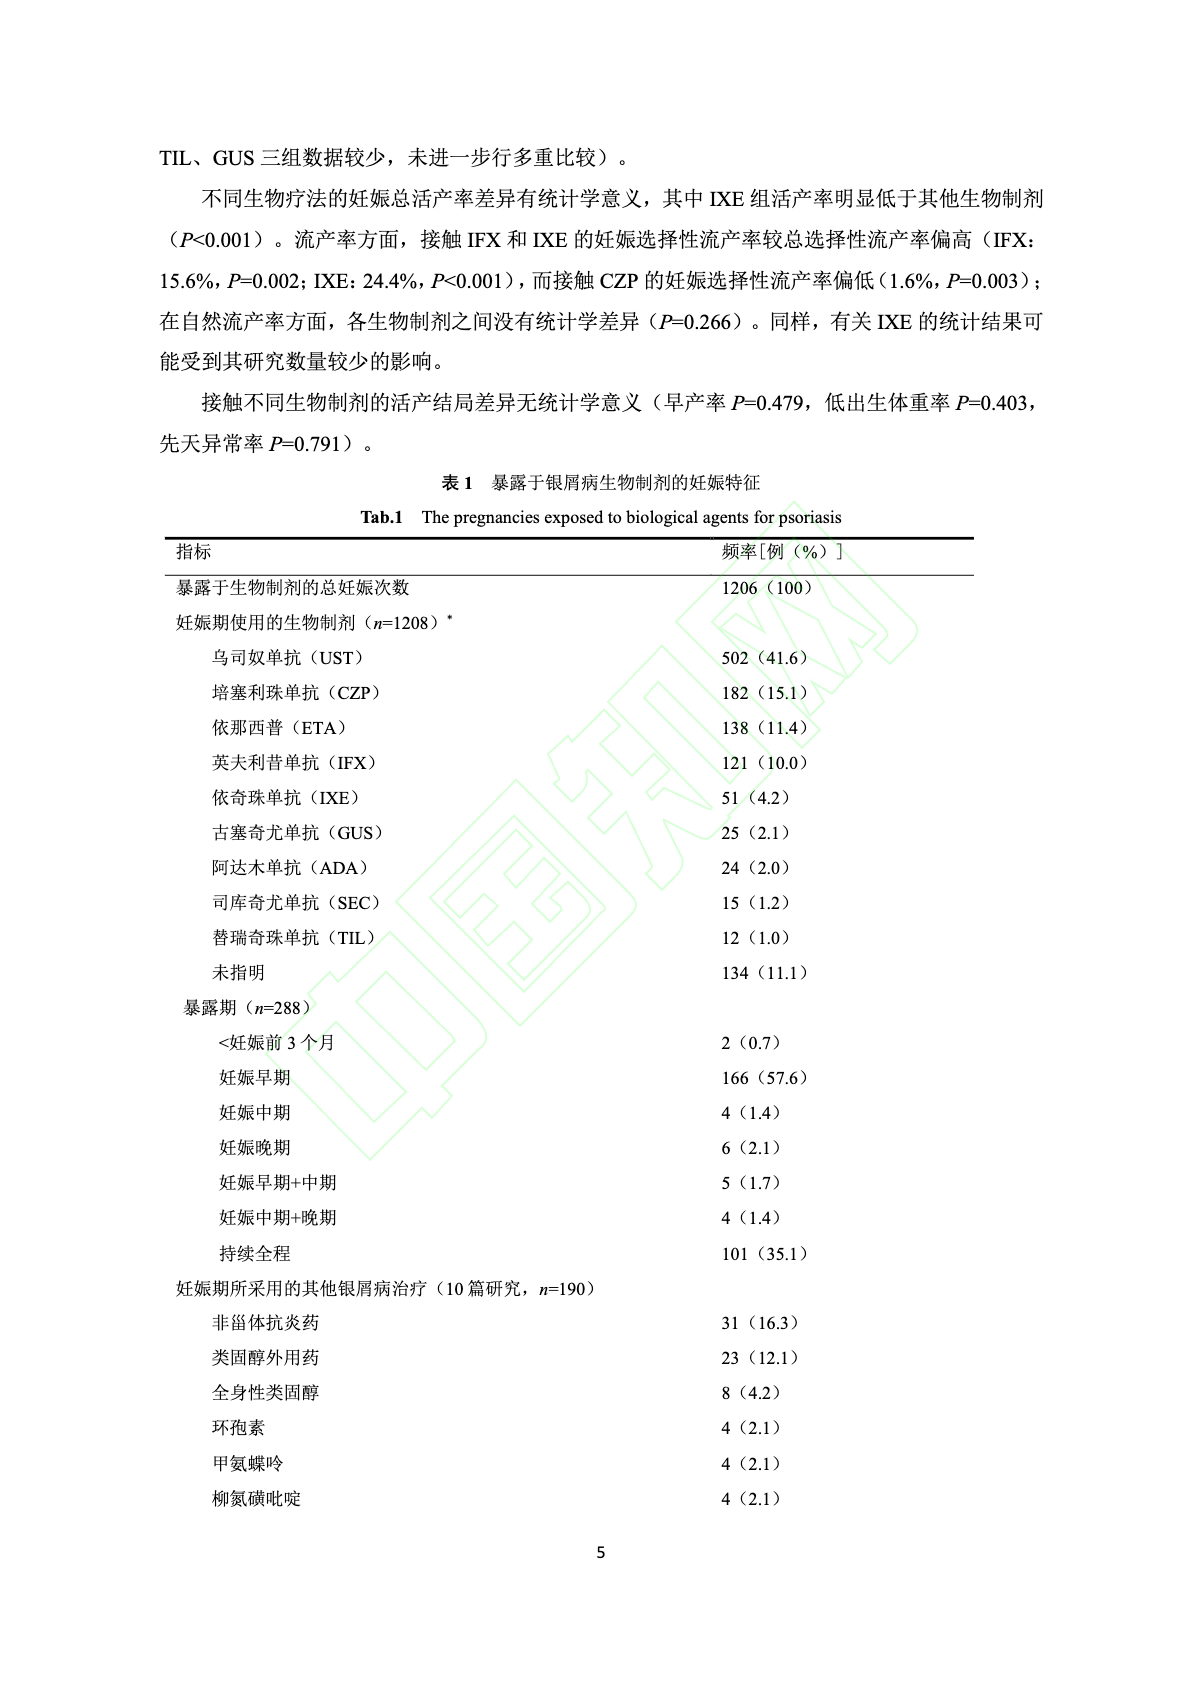 TIL、GUS 三组数据较少，未进一步行多重比较）。
不同生物疗法的妊娠总活产率差异有统计学意义，其中 IXE 组活产率明显低于其他生物制剂
（P<0.001）。流产率方面，接触 IFX 和 IXE 的妊娠选择性流产率较总选择性流产率偏高（IFX：
15.6%，P=0.002；IXE：24.4%，P<0.001），而接触 CZP 的妊娠选择性流产率偏低（1.6%，P=0.003）；
在自然流产率方面，各生物制剂之间没有统计学差异（P=0.266）。同样，有关 IXE 的统计结果可
能受到其研究数量较少的影响。
接触不同生物制剂的活产结局差异无统计学意义（早产率 P=0.479，低出生体重率 P=0.403，
先天异常率 P=0.791）。
表 1 暴露于银屑病生物制剂的妊娠特征
Tab.1 The pregnancies exposed to biological agents for psoriasis
指标 频率[例（%）]
暴露于生物制剂的总妊娠次数 1206（100）
妊娠期使用的生物制剂（n=1208）*
乌司奴单抗（UST） 502（41.6）
培塞利珠单抗（CZP） 182（15.1）
依那西普（ETA） 138（11.4）
英夫利昔单抗（IFX） 121（10.0）
依奇珠单抗（IXE） 51（4.2）
古塞奇尤单抗（GUS） 25（2.1）
阿达木单抗（ADA） 24（2.0）
司库奇尤单抗（SEC） 15（1.2）
替瑞奇珠单抗（TIL） 12（1.0）
未指明 134（11.1）
暴露期（n=288）
<妊娠前 3 个月 2（0.7）
妊娠早期 166（57.6）
妊娠中期 4（1.4）
妊娠晚期 6（2.1）
妊娠早期+中期 5（1.7）
妊娠中期+晚期 4（1.4）
持续全程 101（35.1）
妊娠期所采用的其他银屑病治疗（10 篇研究，n=190）
非甾体抗炎药 31（16.3）
类固醇外用药 23（12.1）
全身性类固醇 8（4.2）
环孢素 4（2.1）
甲氨蝶呤 4（2.1）
柳氮磺吡啶 4（2.1）
5
中国知网